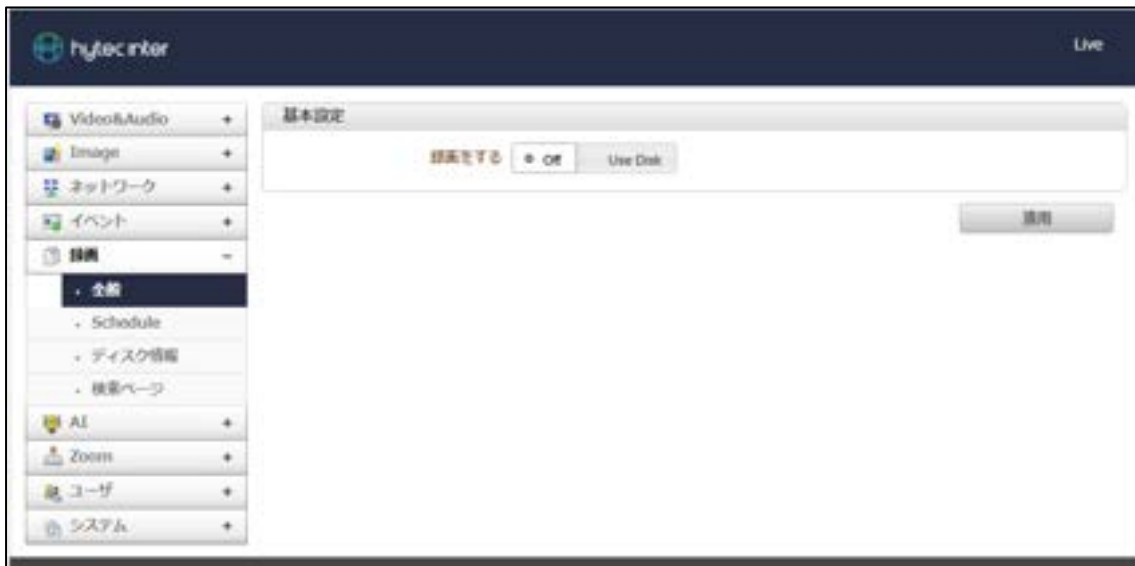 hytec inter
Live
Video&Audio +
Image +
ネットワーク +
イベント +
録画 -
全般
Schedule
ディスク情報
検索ページ
AI +
Zoom +
ユーザ +
システム +
基本設定
録画をする Off Use Disk
適用